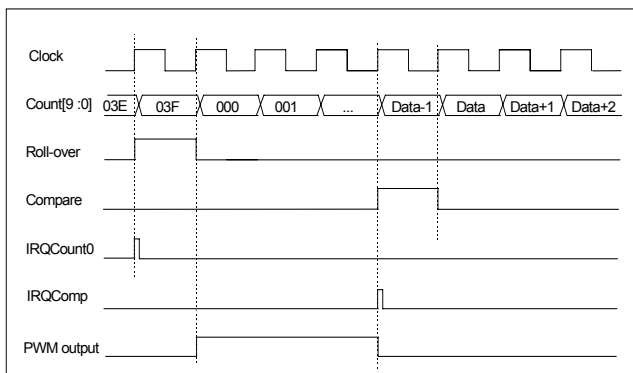 Clock
Count[9 :0] 03E 03F 000 001 ... Data-1 Data Data+1 Data+2
Roll-over
Compare
IRQCount0
IRQComp
PWM output